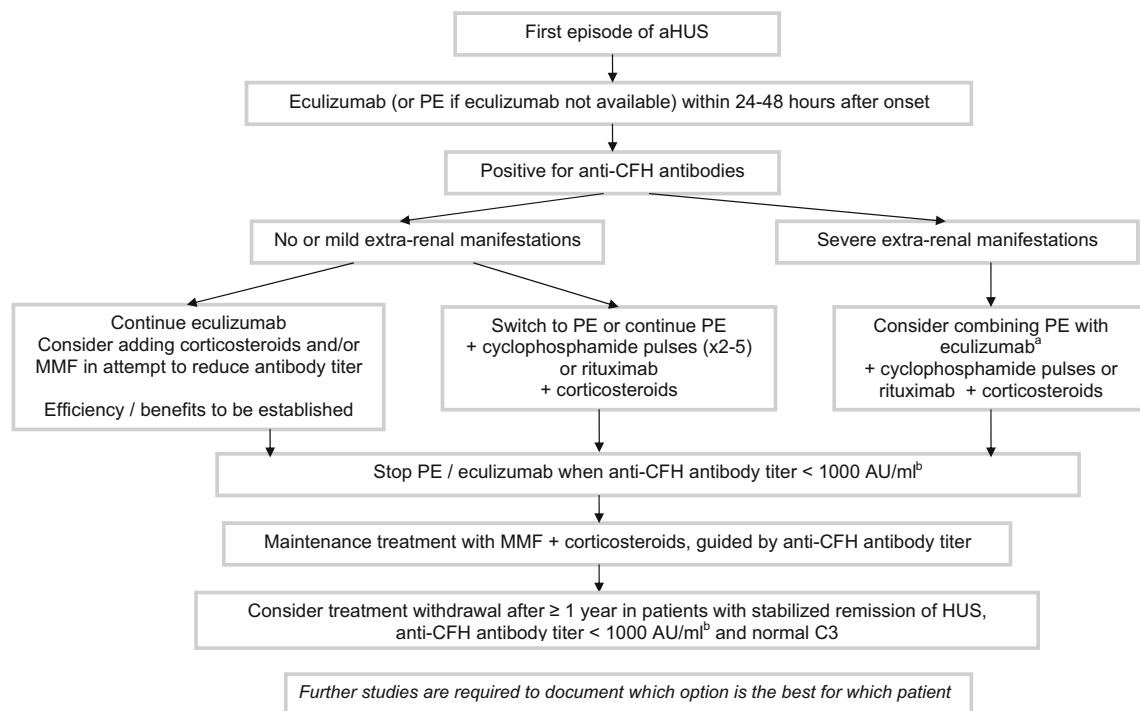 First episode of aHUS
Eculizumab (or PE if eculizumab not available) within 24-48 hours after onset
Positive for anti-CFH antibodies
No or mild extra-renal manifestations
Severe extra-renal manifestations
Continue eculizumab
Consider adding corticosteroids and/or
MMF in attempt to reduce antibody titer
Efficiency / benefits to be established
Switch to PE or continue PE
+ cyclophosphamide pulses (x2-5)
or rituximab
+ corticosteroids
Consider combining PE with
eculizumabᵃ
+ cyclophosphamide pulses or
rituximab + corticosteroids
Stop PE / eculizumab when anti-CFH antibody titer < 1000 AU/mlᵇ
Maintenance treatment with MMF + corticosteroids, guided by anti-CFH antibody titer
Consider treatment withdrawal after ≥ 1 year in patients with stabilized remission of HUS,
anti-CFH antibody titer < 1000 AU/mlᵇ and normal C3
Further studies are required to document which option is the best for which patient